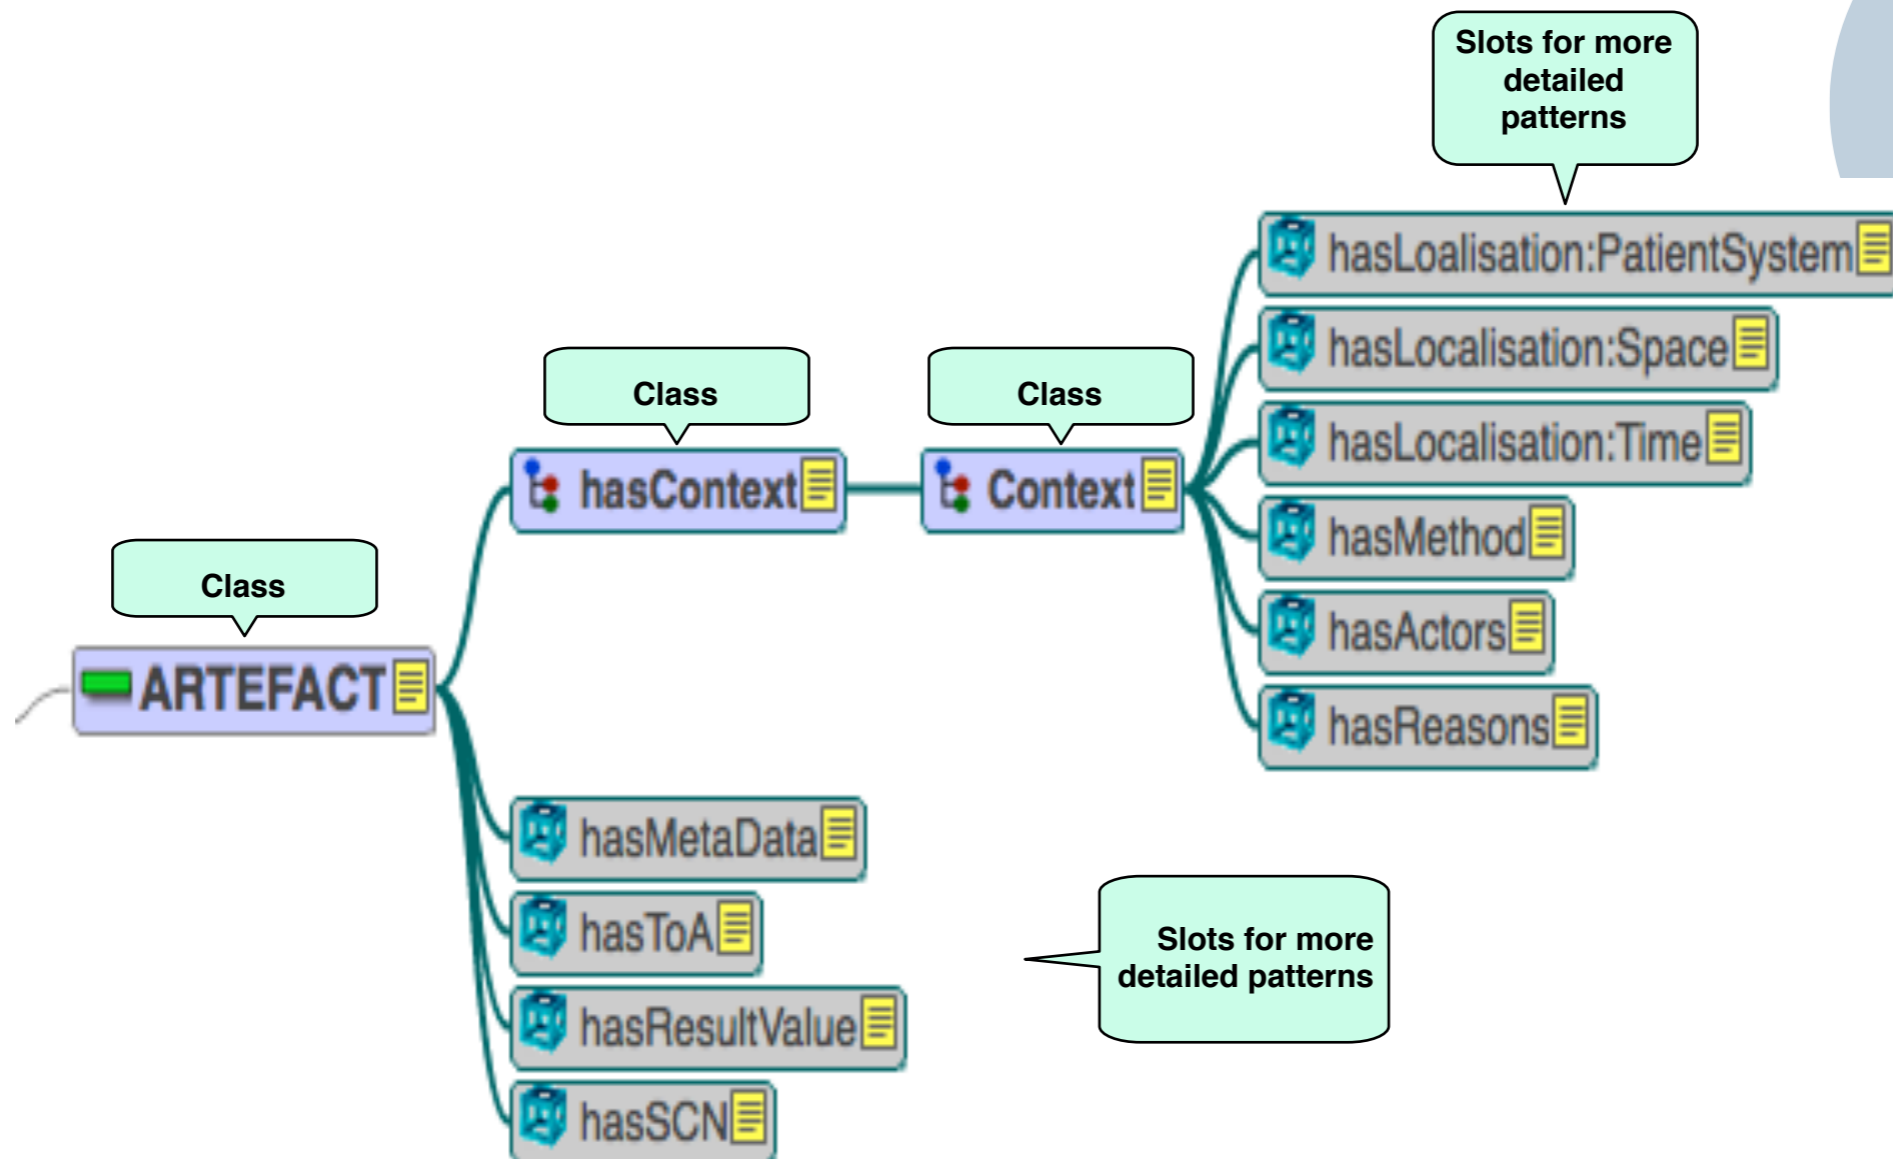 Slots for more
detailed
patterns
hasLoalisation:PatientSystem
hasLocalisation:Space
hasLocalisation:Time
hasMethod
hasActors
hasReasons
Class
Class
hasContext
Context
Class
ARTEFACT
hasMetaData
hasToA
hasResultValue
hasSCN
Slots for more
detailed patterns